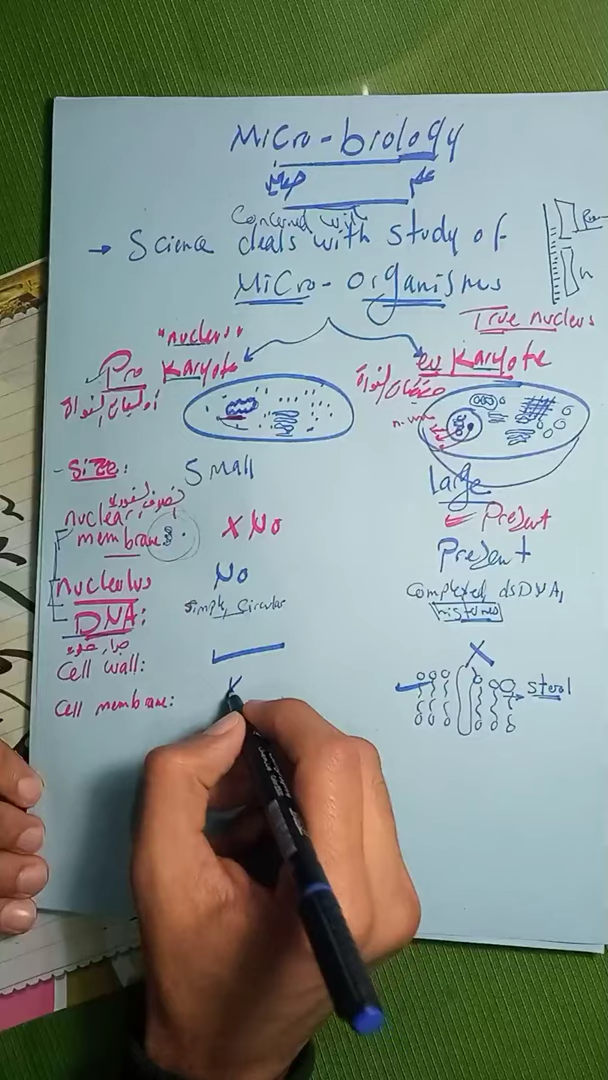 Micro-biology
علم
Concerned with
→ Science deals with study of
Micro-organisms
"nucleus"
True nucleus
Pro Karyote
eu Karyote
- Size: Small Large
nuclear membrane: X No Present
Present
nucleolus No
DNA: Simple, Circular Complexed dsDNA, histones
Cell wall: X
Cell membrane: sterol